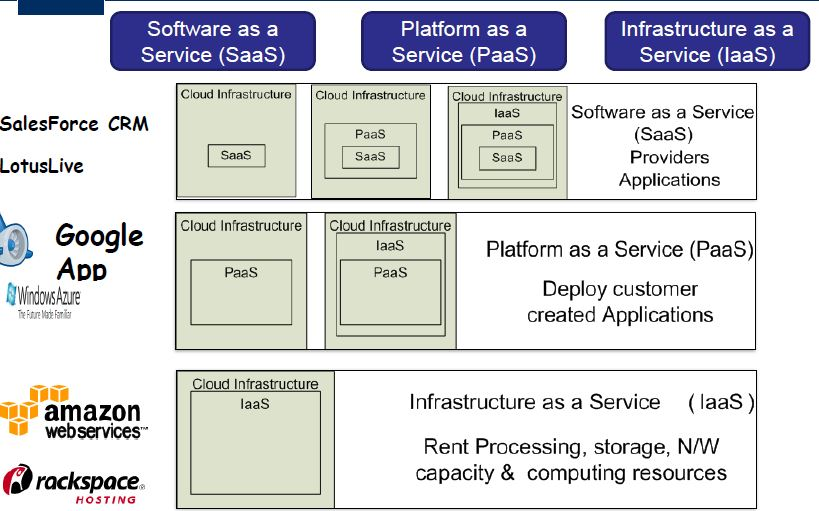 Software as a
Service (SaaS)
Platform as a
Service (PaaS)
Infrastructure as a
Service (IaaS)
SalesForce CRM
LotusLive
Cloud Infrastructure
SaaS
Cloud Infrastructure
PaaS
SaaS
Cloud Infrastructure
IaaS
PaaS
SaaS
Software as a Service
(SaaS)
Providers
Applications
Google
App
Windows Azure
The Future Made Familiar
Cloud Infrastructure
PaaS
Cloud Infrastructure
IaaS
PaaS
Platform as a Service (PaaS)
Deploy customer
created Applications
amazon
webservices™
rackspace®
HOSTING
Cloud Infrastructure
IaaS
Infrastructure as a Service ( IaaS )
Rent Processing, storage, N/W
capacity & computing resources